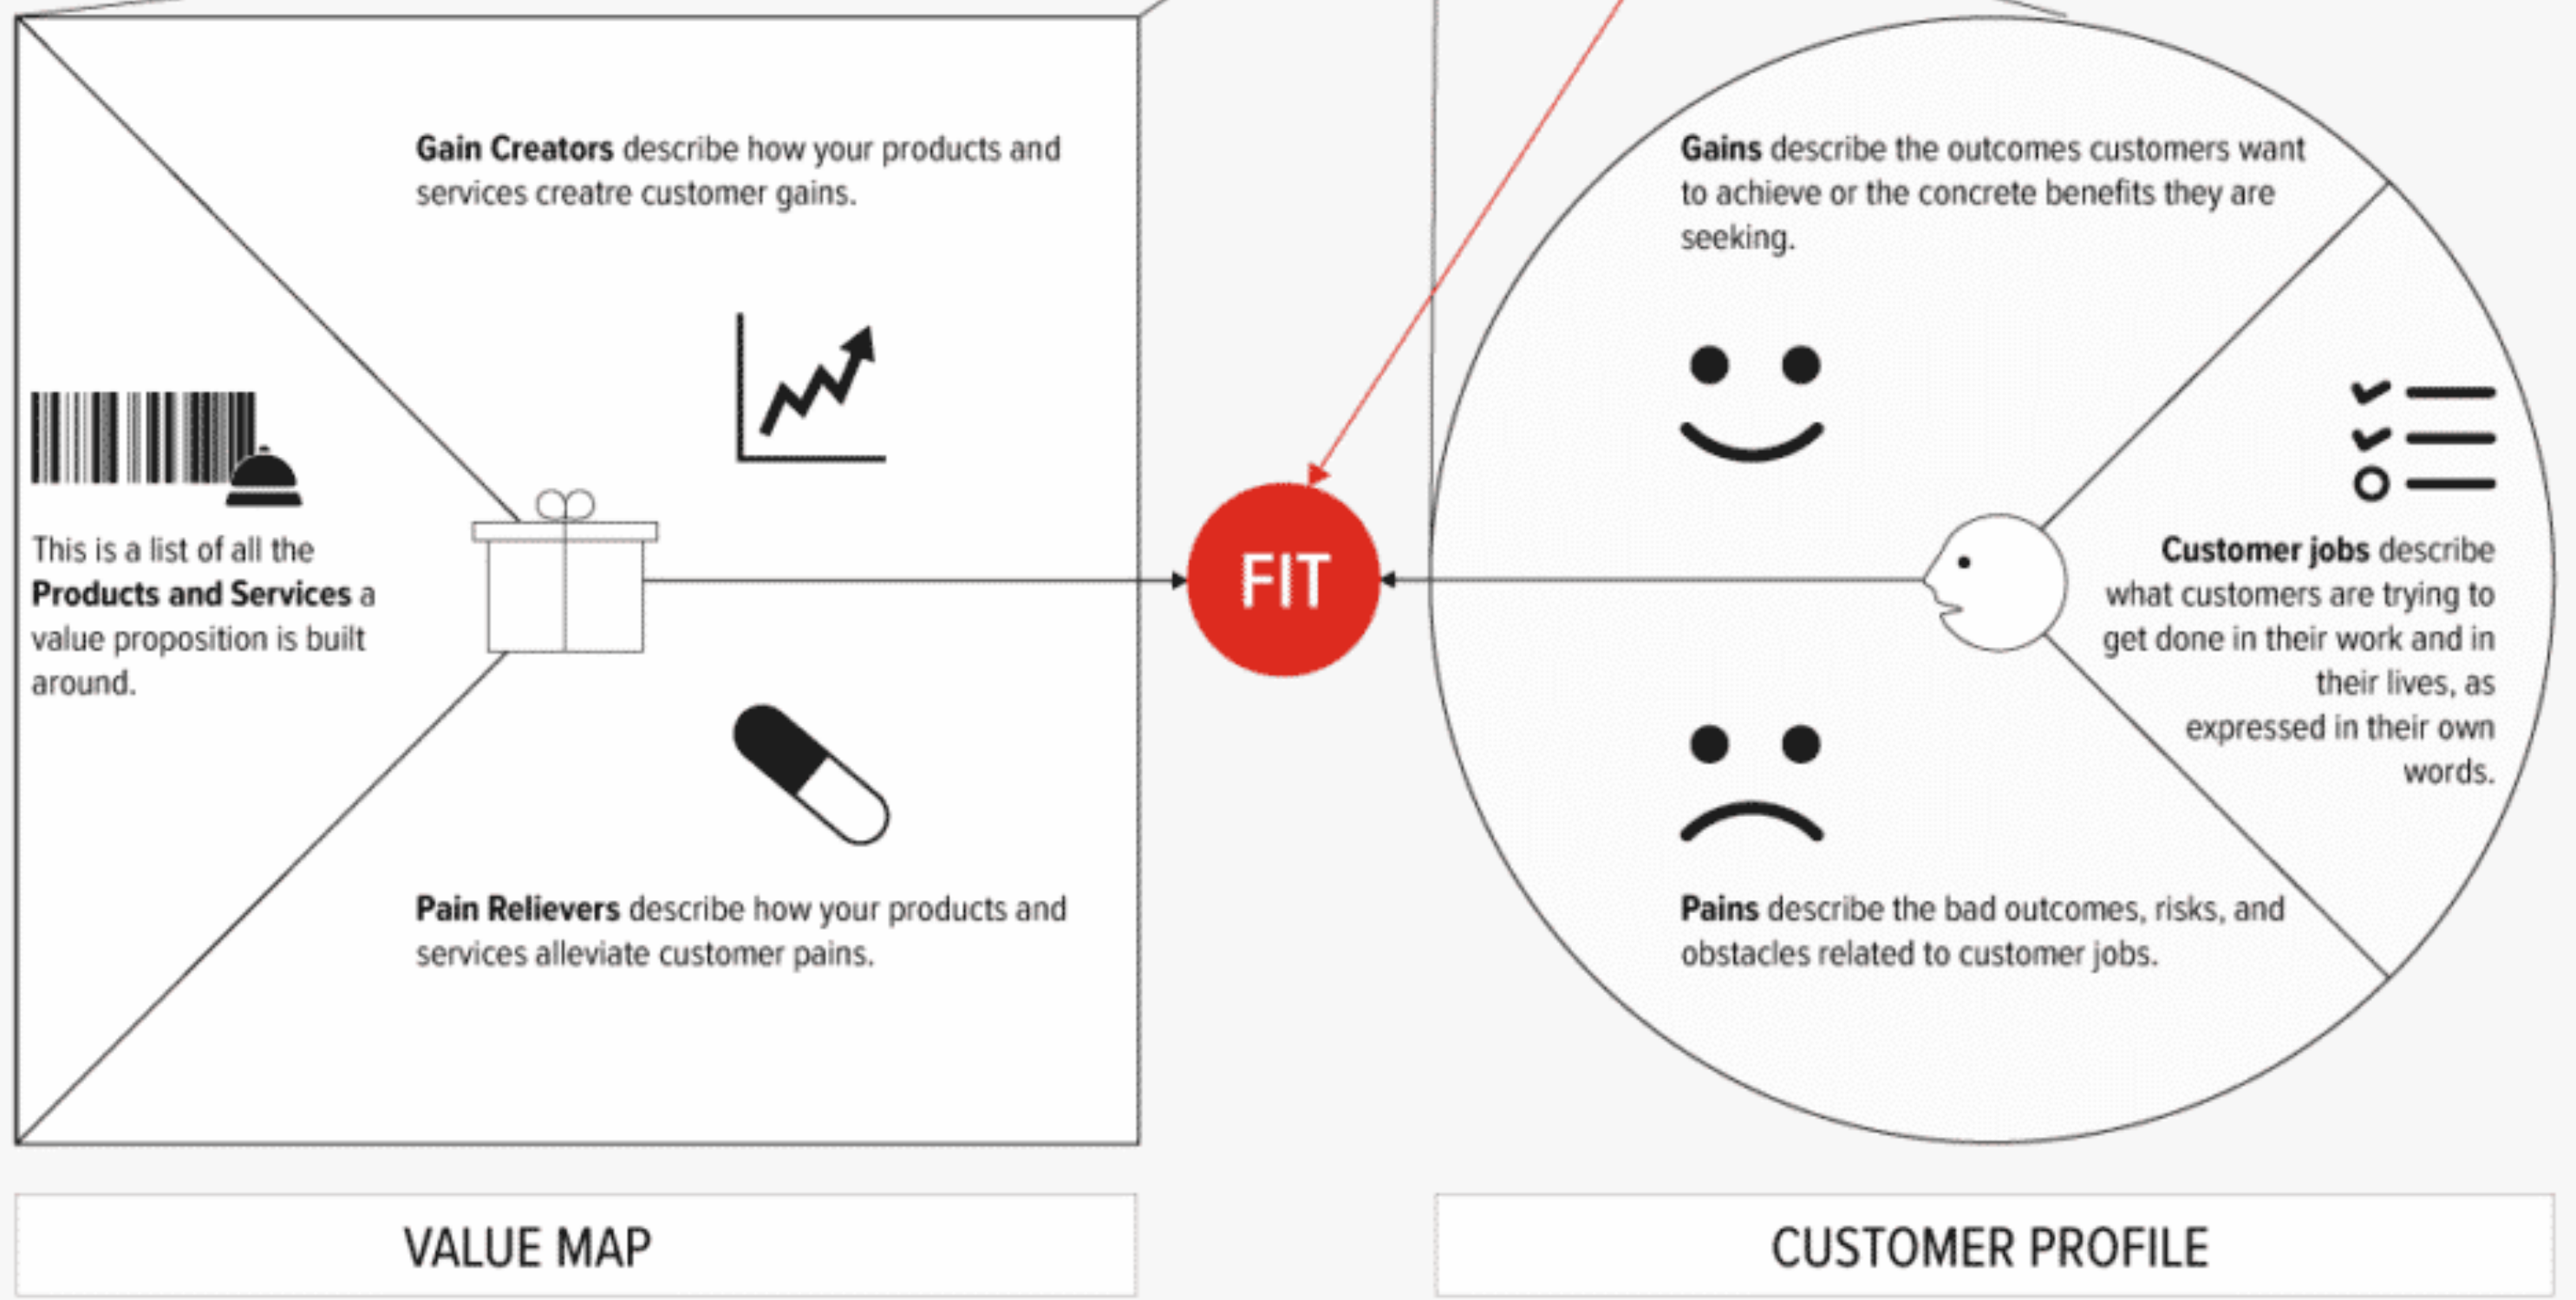 Gain Creators describe how your products and
services creatre customer gains.
This is a list of all the
Products and Services a
value proposition is built
around.
Pain Relievers describe how your products and
services alleviate customer pains.
FIT
Gains describe the outcomes customers want
to achieve or the concrete benefits they are
seeking.
Customer jobs describe
what customers are trying to
get done in their work and in
their lives, as
expressed in their own
words.
Pains describe the bad outcomes, risks, and
obstacles related to customer jobs.
VALUE MAP
CUSTOMER PROFILE